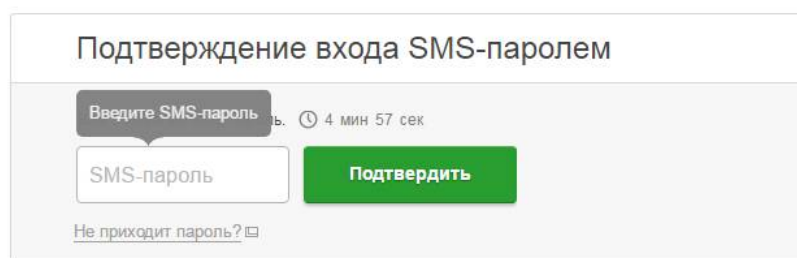 Подтверждение входа SMS-паролем
Введите SMS-пароль
4 мин 57 сек
SMS-пароль
Подтвердить
Не приходит пароль?